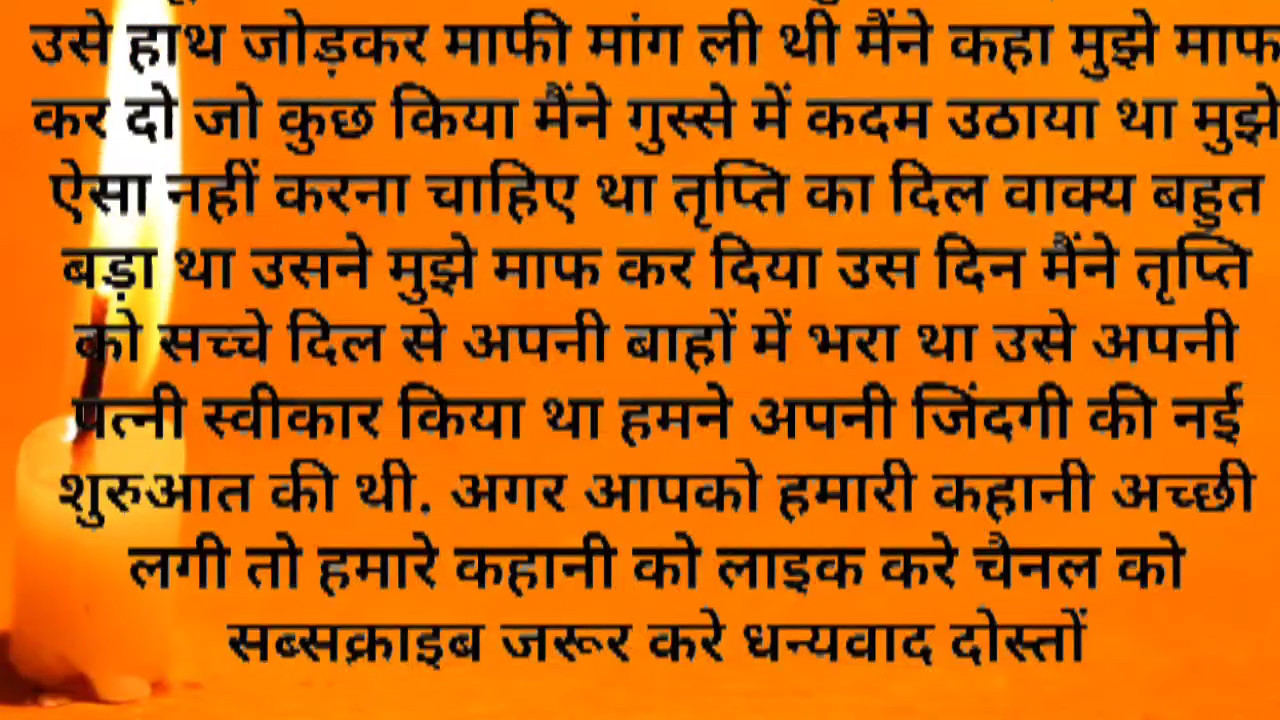 उसे हाथ जोड़कर माफी मांग ली थी मैंने कहा मुझे माफ
कर दो जो कुछ किया मैंने गुस्से में कदम उठाया था मुझे
ऐसा नहीं करना चाहिए था तृप्ति का दिल वाक्य बहुत
बड़ा था उसने मुझे माफ कर दिया उस दिन मैंने तृप्ति
को सच्चे दिल से अपनी बाहों में भरा था उसे अपनी
पत्नी स्वीकार किया था हमने अपनी जिंदगी की नई
शुरुआत की थी. अगर आपको हमारी कहानी अच्छी
लगी तो हमारे कहानी को लाइक करे चैनल को
सब्सक्राइब जरूर करे धन्यवाद दोस्तों